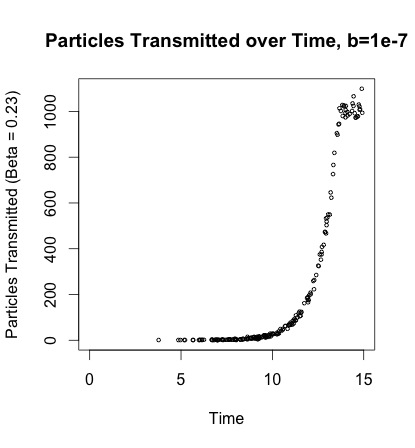 Particles Transmitted over Time, b=1e-7
Particles Transmitted (Beta = 0.23)
1000
800
600
400
200
0
0 5 10 15
Time